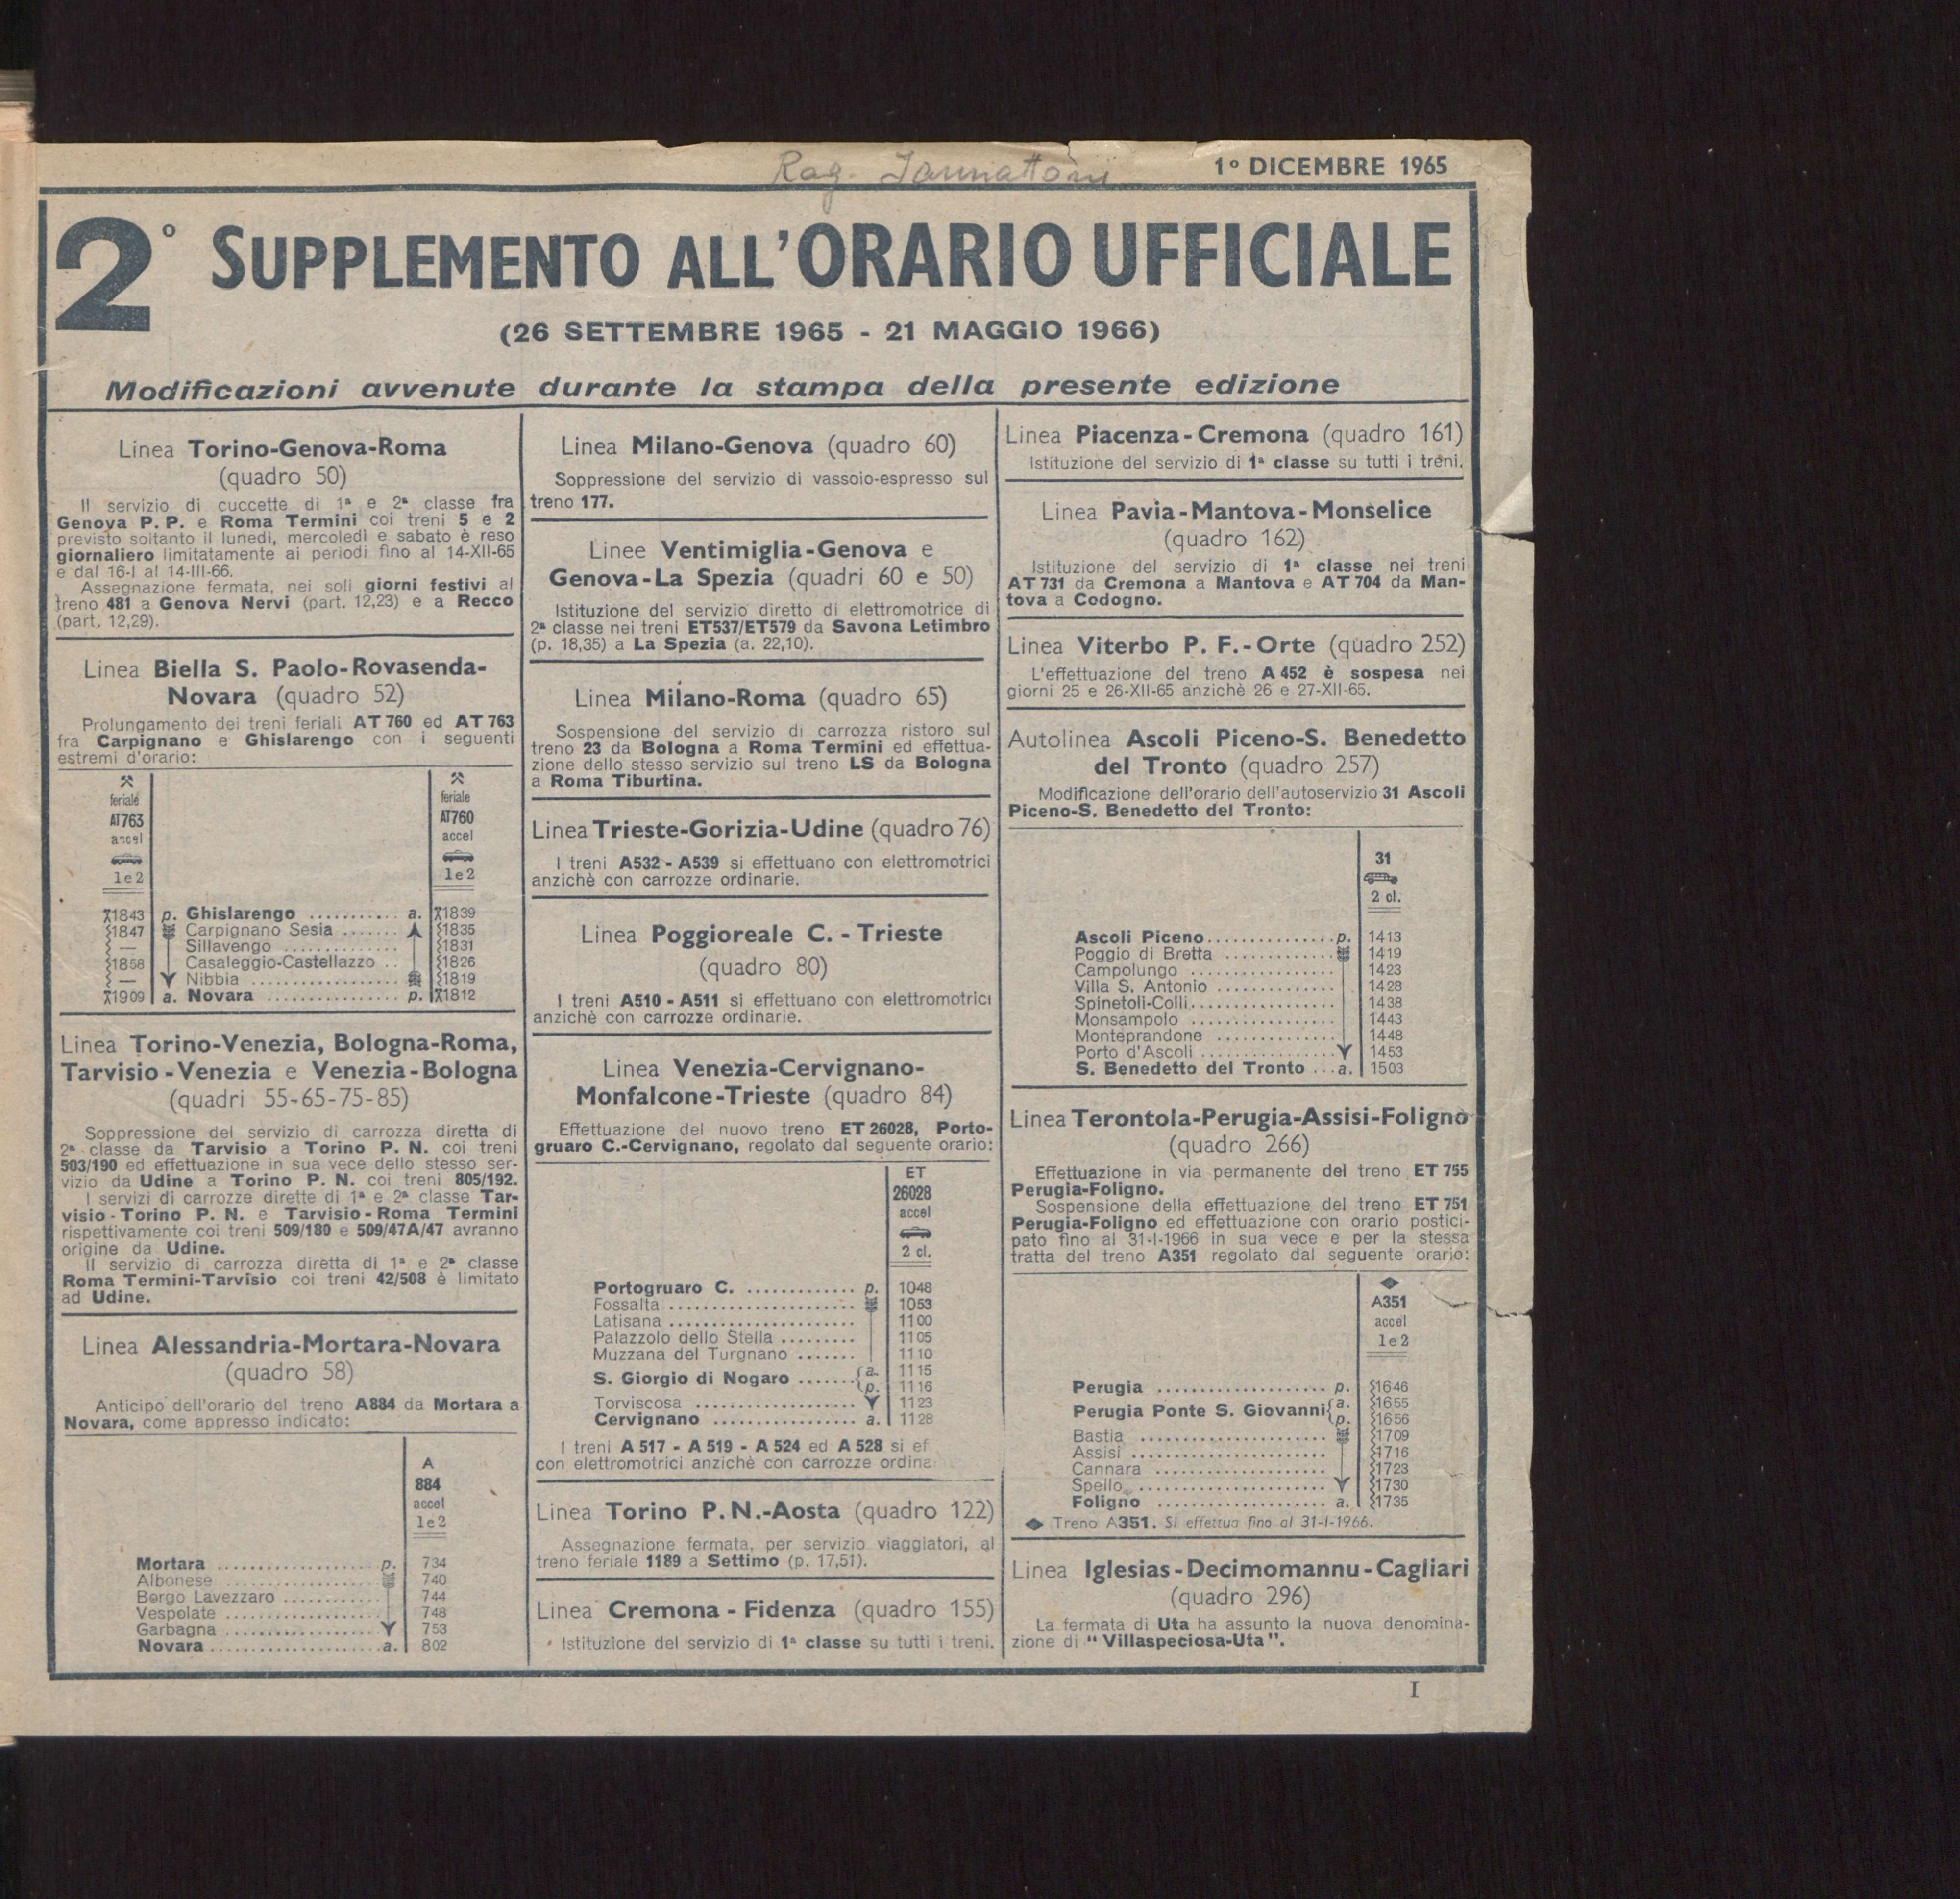 Rag.
1º DICEMBRE 1965
2º SUPPLEMENTO ALL'ORARIO UFFICIALE
(26 SETTEMBRE 1965 - 21 MAGGIO 1966)
Modificazioni avvenute durante la stampa della presente edizione
Linea Torino-Genova-Roma
(quadro 50)
Il servizio di cuccette di 1ª e 2ª classe fra
Genova P. P. e Roma Termini coi treni 5 e 2
previsto soltanto il lunedì, mercoledì e sabato è reso
giornaliero limitatamente ai periodi fino al 14-XII-65
e dal 16-I al 14-III-66.
Assegnazione fermata, nei soli giorni festivi al
treno 481 a Genova Nervi (part. 12,23) e a Recco
(part. 12,29).
Linea Biella S. Paolo-Rovasenda-
Novara (quadro 52)
Prolungamento dei treni feriali AT 760 ed AT 763
fra Carpignano e Ghislarengo con i seguenti
estremi d'orario:
⚒ ⚒
feriale feriale
AT763 AT760
accel accel
1e2 1e2
1843 p. Ghislarengo ........... a. 1839
1847 Carpignano Sesia ....... 1835
— Sillavengo .............. 1831
1858 Casaleggio-Castellazzo .. 1826
— Nibbia .................. 1819
1909 a. Novara ................ p. 1812
Linea Torino-Venezia, Bologna-Roma,
Tarvisio - Venezia e Venezia - Bologna
(quadri 55-65-75-85)
Soppressione del servizio di carrozza diretta di
2ª classe da Tarvisio a Torino P. N. coi treni
503/190 ed effettuazione in sua vece dello stesso ser-
vizio da Udine a Torino P. N. coi treni 805/192.
I servizi di carrozze dirette di 1ª e 2ª classe Tar-
visio - Torino P. N. e Tarvisio - Roma Termini
rispettivamente coi treni 509/180 e 509/47A/47 avranno
origine da Udine.
Il servizio di carrozza diretta di 1ª e 2ª classe
Roma Termini-Tarvisio coi treni 42/508 è limitato
ad Udine.
Linea Alessandria-Mortara-Novara
(quadro 58)
Anticipo dell'orario del treno A884 da Mortara a
Novara, come appresso indicato:
A
884
accel
1e2
Mortara .................... p. 734
Albonese ................... 740
Borgo Lavezzaro ............ 744
Vespolate .................. 748
Garbagna ................... 753
Novara ..................... a. 802
Linea Milano-Genova (quadro 60)
Soppressione del servizio di vassoio-espresso sul
treno 177.
Linee Ventimiglia-Genova e
Genova-La Spezia (quadri 60 e 50)
Istituzione del servizio diretto di elettromotrice di
2ª classe nei treni ET537/ET579 da Savona Letimbro
(p. 18,35) a La Spezia (a. 22,10).
Linea Milano-Roma (quadro 65)
Sospensione del servizio di carrozza ristoro sul
treno 23 da Bologna a Roma Termini ed effettua-
zione dello stesso servizio sul treno LS da Bologna
a Roma Tiburtina.
Linea Trieste-Gorizia-Udine (quadro 76)
I treni A532 - A539 si effettuano con elettromotrici
anzichè con carrozze ordinarie.
Linea Poggioreale C. - Trieste
(quadro 80)
I treni A510 - A511 si effettuano con elettromotrici
anzichè con carrozze ordinarie.
Linea Venezia-Cervignano-
Monfalcone-Trieste (quadro 84)
Effettuazione del nuovo treno ET 26028, Porto-
gruaro C.-Cervignano, regolato dal seguente orario:
ET
26028
accel
2 cl.
Portogruaro C. ............. p. 1048
Fossalta ....................... 1053
Latisana ....................... 1100
Palazzolo dello Stella ......... 1105
Muzzana del Turgnano ....... 1110
S. Giorgio di Nogaro ....... a. 1115
p. 1116
Torviscosa .................... 1123
Cervignano ................. a. 1128
I treni A 517 - A 519 - A 524 ed A 528 si ef
con elettromotrici anzichè con carrozze ordina
Linea Torino P. N.-Aosta (quadro 122)
Assegnazione fermata, per servizio viaggiatori, al
treno feriale 1189 a Settimo (p. 17,51).
Linea Cremona - Fidenza (quadro 155)
Istituzione del servizio di 1ª classe su tutti i treni.
Linea Piacenza - Cremona (quadro 161)
Istituzione del servizio di 1ª classe su tutti i treni.
Linea Pavia-Mantova-Monselice
(quadro 162)
Istituzione del servizio di 1ª classe nei treni
AT 731 da Cremona a Mantova e AT 704 da Man-
tova a Codogno.
Linea Viterbo P. F.-Orte (quadro 252)
L'effettuazione del treno A 452 è sospesa nei
giorni 25 e 26-XII-65 anzichè 26 e 27-XII-65.
Autolinea Ascoli Piceno-S. Benedetto
del Tronto (quadro 257)
Modificazione dell'orario dell'autoservizio 31 Ascoli
Piceno-S. Benedetto del Tronto:
31
2 cl.
Ascoli Piceno............... p. 1413
Poggio di Bretta ............ 1419
Campolungo ................. 1423
Villa S. Antonio ............. 1428
Spinetoli-Colli................. 1438
Monsampolo ................. 1443
Monteprandone ............. 1448
Porto d'Ascoli ............... 1453
S. Benedetto del Tronto ... a. 1503
Linea Terontola-Perugia-Assisi-Foligno
(quadro 266)
Effettuazione in via permanente del treno ET 755
Perugia-Foligno.
Sospensione della effettuazione del treno ET 751
Perugia-Foligno ed effettuazione con orario postici-
pato fino al 31-I-1966 in sua vece e per la stessa
tratta del treno A351 regolato dal seguente orario:
◆
A351
accel
1e2
Perugia ..................... p. 1646
Perugia Ponte S. Giovanni a. 1655
p. 1656
Bastia ....................... 1709
Assisi ........................ 1716
Cannara ..................... 1723
Spello ....................... 1730
Foligno ..................... a. 1735
◆ Treno A351. Si effettua fino al 31-I-1966.
Linea Iglesias - Decimomannu - Cagliari
(quadro 296)
La fermata di Uta ha assunto la nuova denomina-
zione di " Villaspeciosa-Uta ".
I